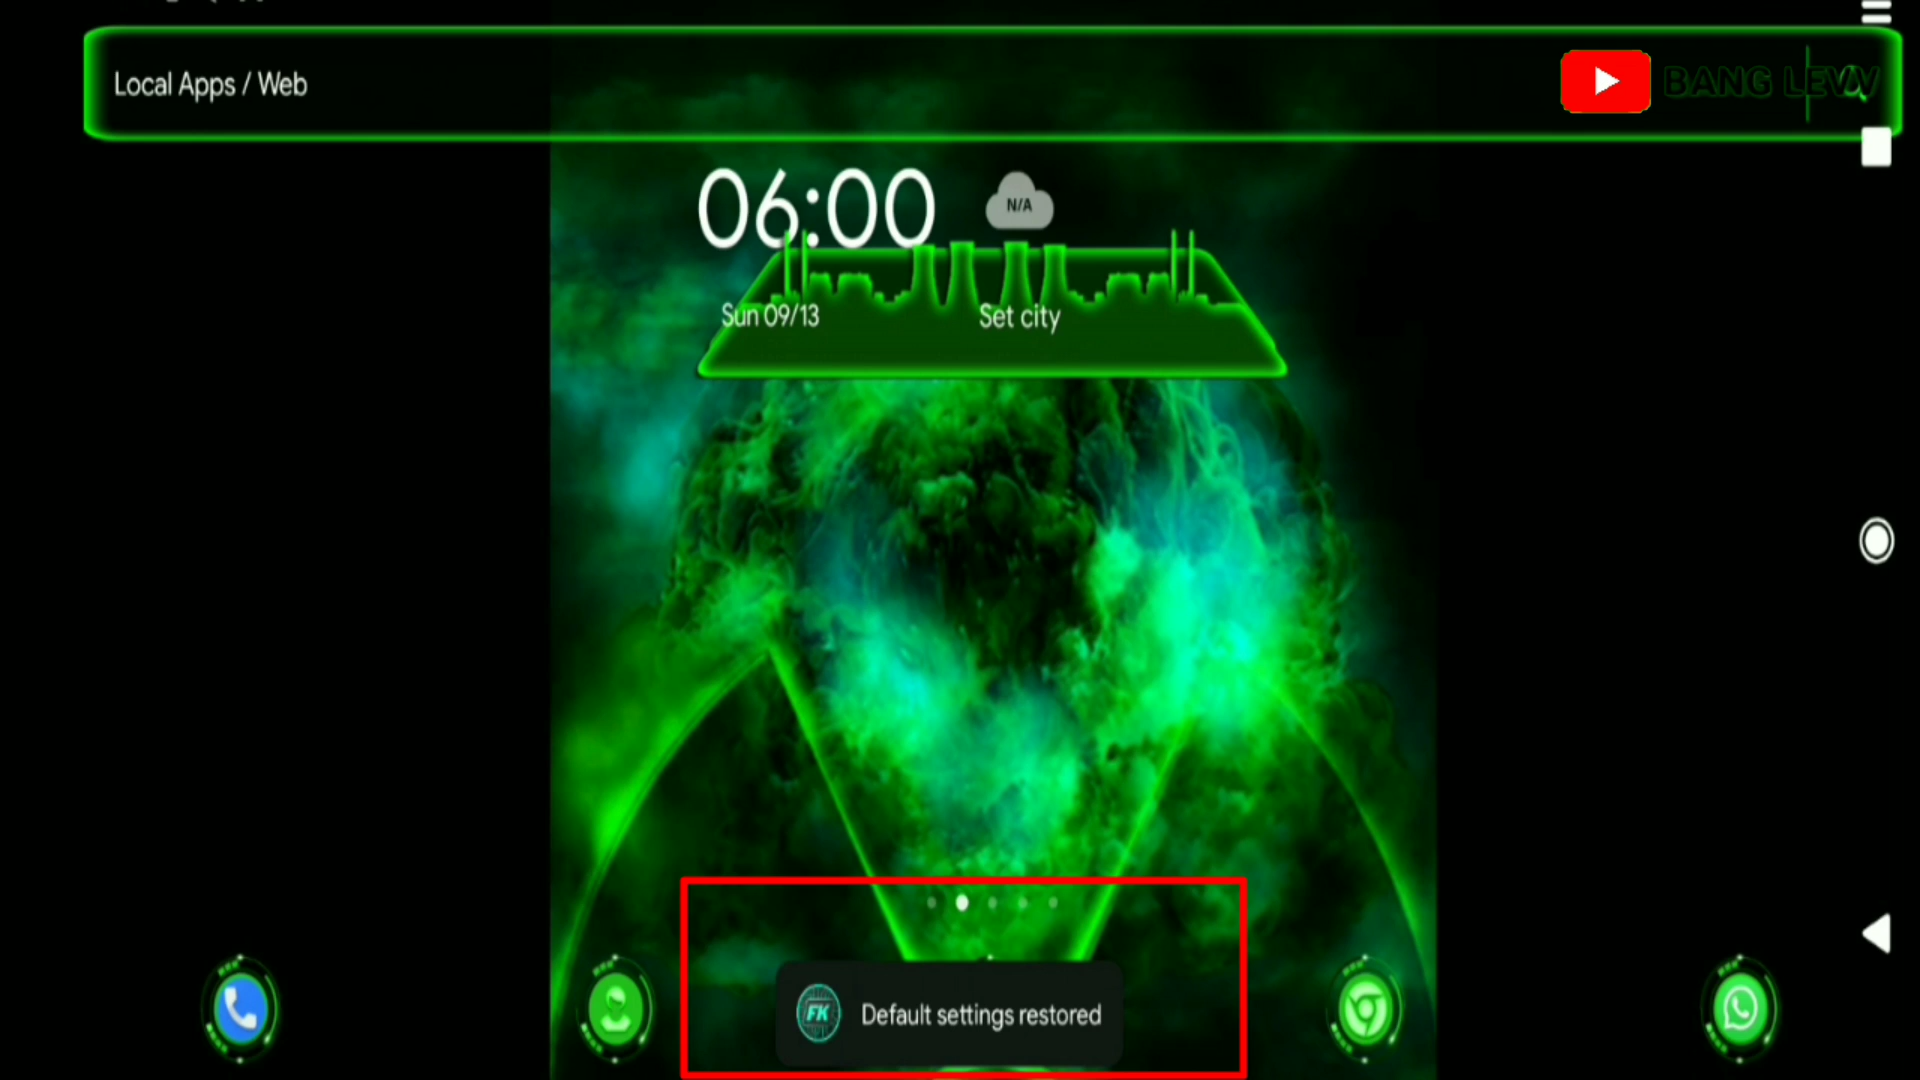 Local Apps / Web
BANG LEVV
06:00
N/A
Sun 09/13
Set city
FK
Default settings restored